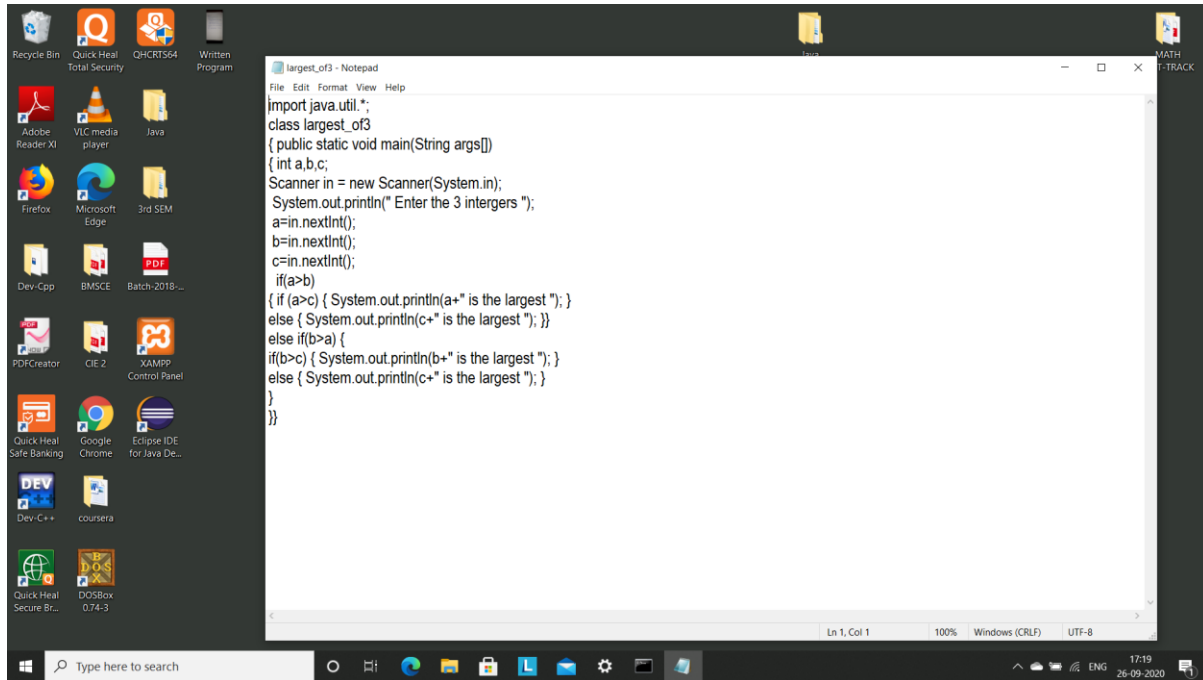 Recycle Bin
Quick Heal
Total Security
QHCRTS64
Written
Program
Java
MATH
T-TRACK
Adobe
Reader XI
VLC media
player
Java
Firefox
Microsoft
Edge
3rd SEM
Dev-Cpp
BMSCE
PDF
Batch-2018-...
PDFCreator
CIE 2
XAMPP
Control Panel
Quick Heal
Safe Banking
Google
Chrome
Eclipse IDE
for Java De...
DEV
C++
Dev-C++
coursera
Quick Heal
Secure Br...
DOSBox
0.74-3
largest_of3 - Notepad
File Edit Format View Help
import java.util.*;
class largest_of3
{ public static void main(String args[])
{ int a,b,c;
Scanner in = new Scanner(System.in);
System.out.println(" Enter the 3 intergers ");
a=in.nextInt();
b=in.nextInt();
c=in.nextInt();
if(a>b)
{ if (a>c) { System.out.println(a+" is the largest "); }
else { System.out.println(c+" is the largest "); }}
else if(b>a) {
if(b>c) { System.out.println(b+" is the largest "); }
else { System.out.println(c+" is the largest "); }
}
}}
Ln 1, Col 1 100% Windows (CRLF) UTF-8
Type here to search
L
ENG
17:19
26-09-2020
1